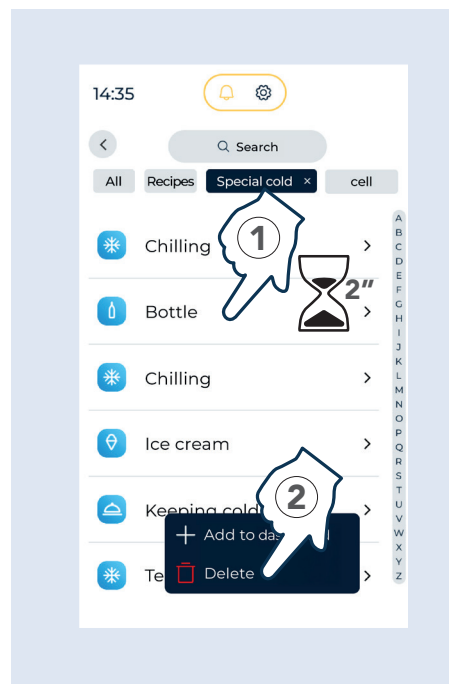 14:35
Search
All Recipes Special cold × cell
Chilling
1
2"
Bottle
Chilling
Ice cream
2
Keeping cold
+ Add to das
Delete
Te
A
B
C
D
E
F
G
H
I
J
K
L
M
N
O
P
Q
R
S
T
U
V
W
X
Y
Z